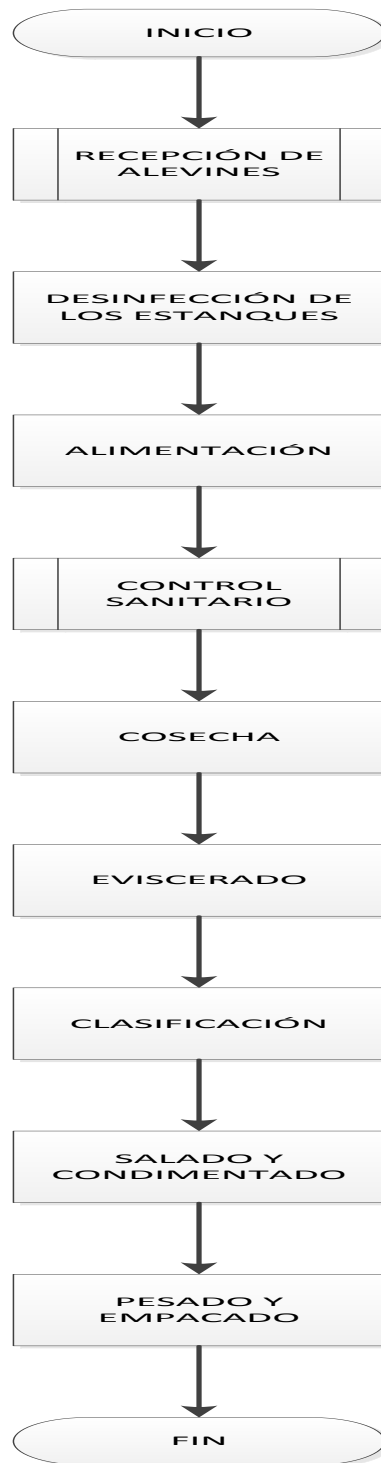 INICIO
RECEPCIÓN DE
ALEVINES
DESINFECCIÓN DE
LOS ESTANQUES
ALIMENTACIÓN
CONTROL
SANITARIO
COSECHA
EVISCERADO
CLASIFICACIÓN
SALADO Y
CONDIMENTADO
PESADO Y
EMPACADO
FIN